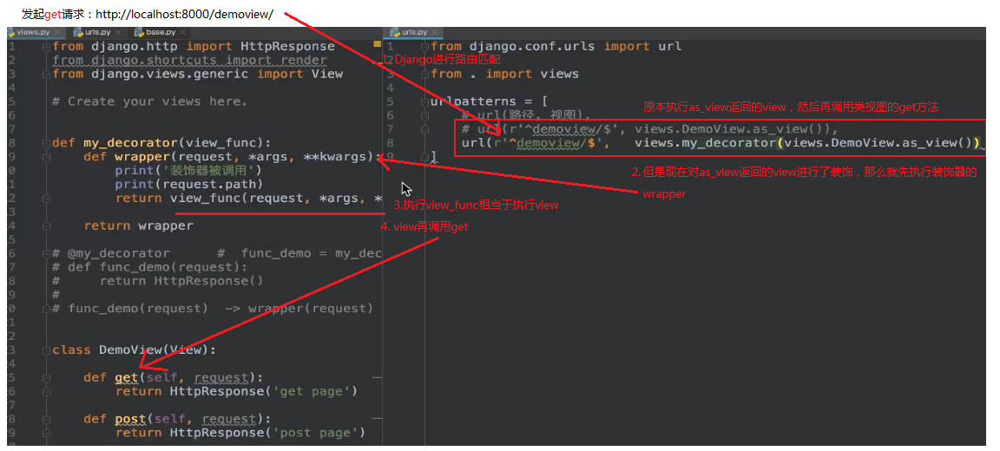 发起get请求：http://localhost:8000/demoview/
views.py × urls.py × base.py ×
from django.http import HttpResponse
from django.shortcuts import render
from django.views.generic import View
# Create your views here.
def my_decorator(view_func):
def wrapper(request, *args, **kwargs):
print('装饰器被调用')
print(request.path)
return view_func(request, *args, *
return wrapper
# @my_decorator # func_demo = my_dec
# def func_demo(request):
# return HttpResponse()
#
# func_demo(request) -> wrapper(request)
class DemoView(View):
def get(self, request):
return HttpResponse('get page')
def post(self, request):
return HttpResponse('post page')
urls.py ×
1 from django.conf.urls import url
2
1. Django进行路由匹配
3 from . import views
4
5 urlpatterns = [
原本执行as_view返回的view，然后再调用类视图的get方法
6 # url(路径, 视图),
7 # url(r'^demoview/$', views.DemoView.as_view()),
8 url(r'^demoview/$', views.my_decorator(views.DemoView.as_view())
9 ]
2. 但是现在对as_view返回的view进行了装饰，那么就先执行装饰器的
wrapper
3.执行view_func相当于执行view
4. view再调用get